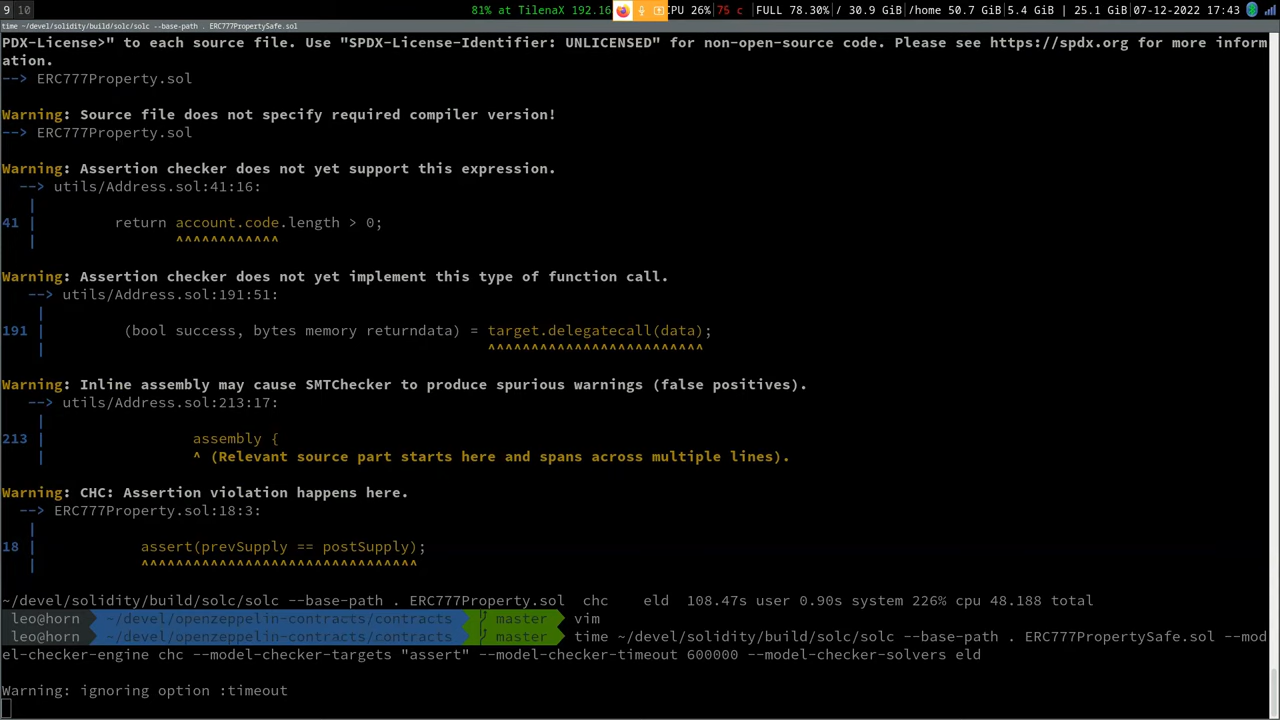 9 10 81% at TilenaX 192.16 CPU 26% 75 c FULL 78.30% / 30.9 GiB /home 50.7 GiB 5.4 GiB | 25.1 GiB 07-12-2022 17:43
time ~/devel/solidity/build/solc/solc --base-path . ERC777PropertySafe.sol
PDX-License>" to each source file. Use "SPDX-License-Identifier: UNLICENSED" for non-open-source code. Please see https://spdx.org for more inform
ation.
--> ERC777Property.sol
Warning: Source file does not specify required compiler version!
--> ERC777Property.sol
Warning: Assertion checker does not yet support this expression.
--> utils/Address.sol:41:16:
|
41 | return account.code.length > 0;
| ^^^^^^^^^^^^
Warning: Assertion checker does not yet implement this type of function call.
--> utils/Address.sol:191:51:
|
191 | (bool success, bytes memory returndata) = target.delegatecall(data);
| ^^^^^^^^^^^^^^^^^^^^^^^^^
Warning: Inline assembly may cause SMTChecker to produce spurious warnings (false positives).
--> utils/Address.sol:213:17:
|
213 | assembly {
| ^ (Relevant source part starts here and spans across multiple lines).
Warning: CHC: Assertion violation happens here.
--> ERC777Property.sol:18:3:
|
18 | assert(prevSupply == postSupply);
| ^^^^^^^^^^^^^^^^^^^^^^^^^^^^^^^^
~/devel/solidity/build/solc/solc --base-path . ERC777Property.sol chc eld 108.47s user 0.90s system 226% cpu 48.188 total
leo@horn ~/devel/openzeppelin-contracts/contracts master vim
leo@horn ~/devel/openzeppelin-contracts/contracts master time ~/devel/solidity/build/solc/solc --base-path . ERC777PropertySafe.sol --mod
el-checker-engine chc --model-checker-targets "assert" --model-checker-timeout 600000 --model-checker-solvers eld
Warning: ignoring option :timeout